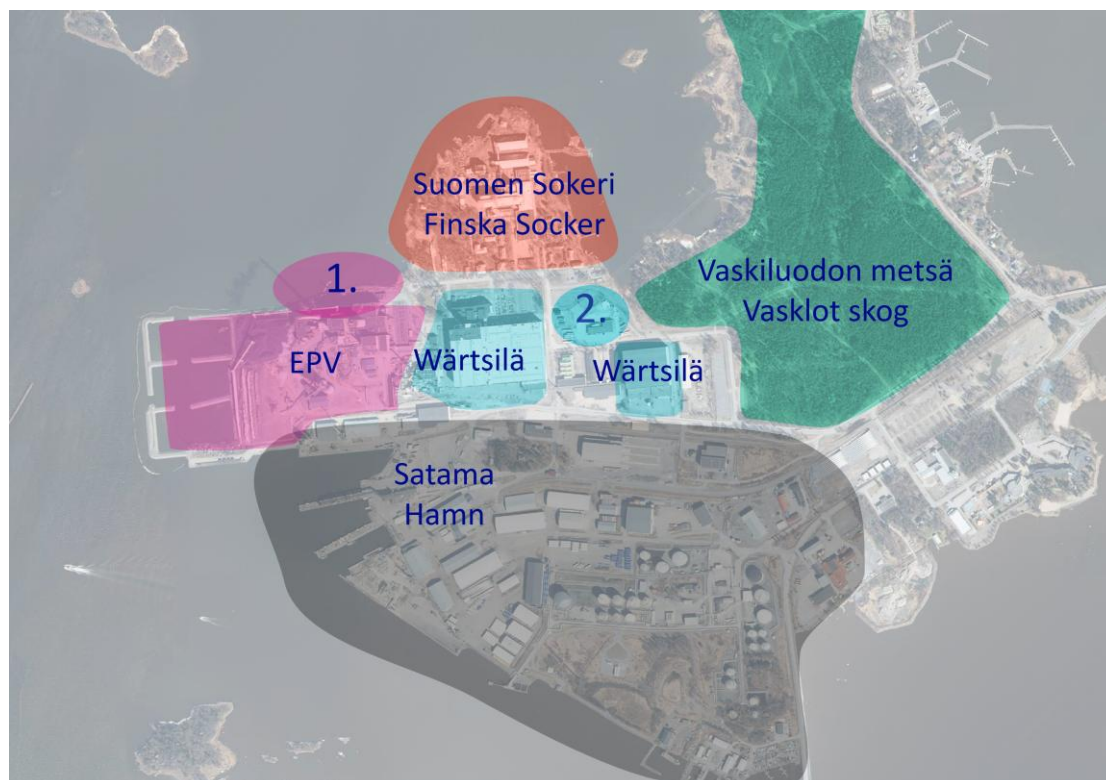 Suomen Sokeri
Finska Socker
1.
2.
Vaskiluodon metsä
Vasklot skog
EPV
Wärtsilä
Wärtsilä
Satama
Hamn